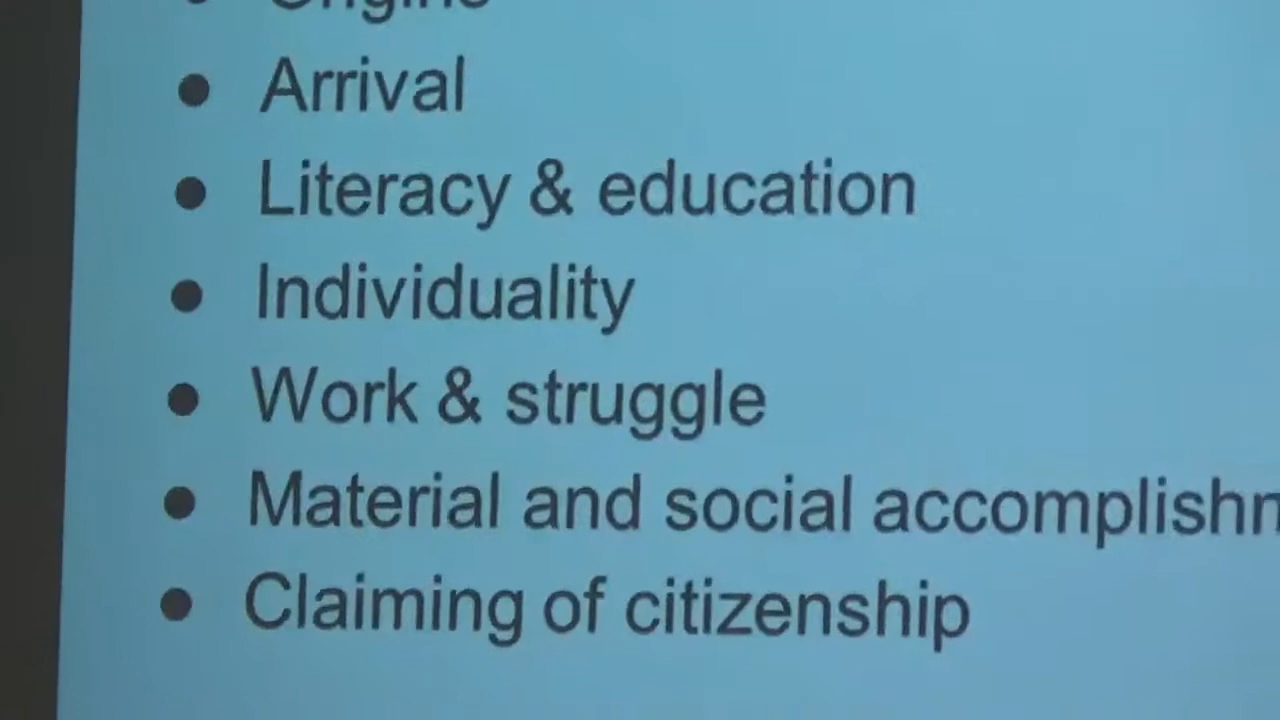 ● Arrival
● Literacy & education
● Individuality
● Work & struggle
● Material and social accomplishm
● Claiming of citizenship